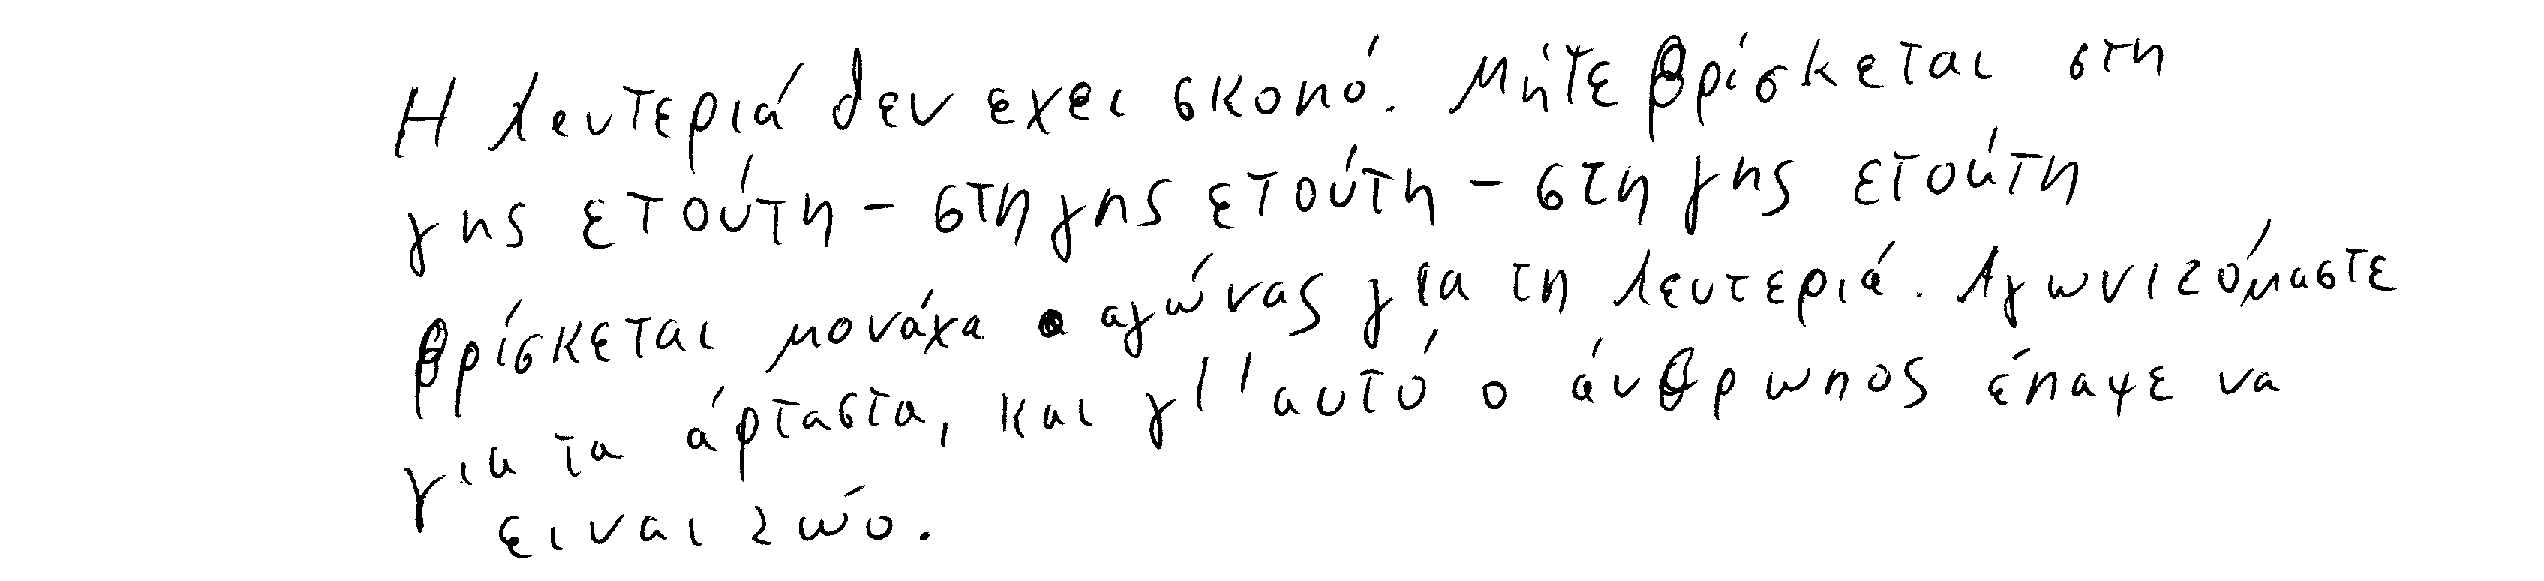 Η λευτεριά δεν εχει σκοπό. Μήτε βρίσκεται στη
γης ετούτη - στη γης ετούτη - στη γης ετούτη
βρίσκεται μονάχα ο αγώνας για τη λευτεριά. Αγωνιζόμαστε
για τα άρταστα, και γι' αυτό ο άνθρωπος έπαψε να
ειναι ζώο.